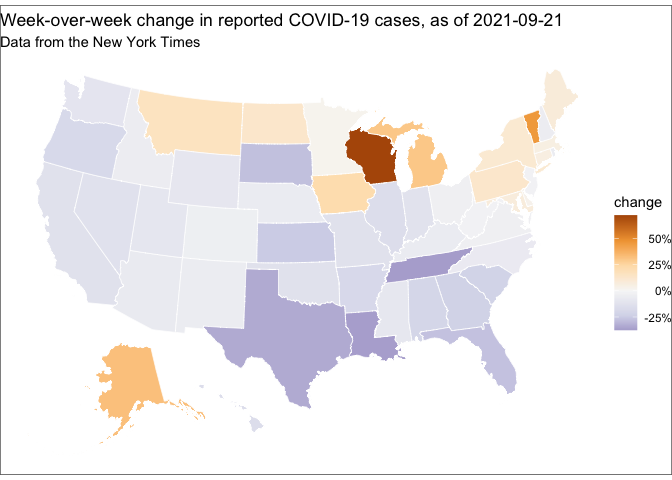 Week-over-week change in reported COVID-19 cases, as of 2021-09-21
Data from the New York Times
change
50%
25%
0%
-25%